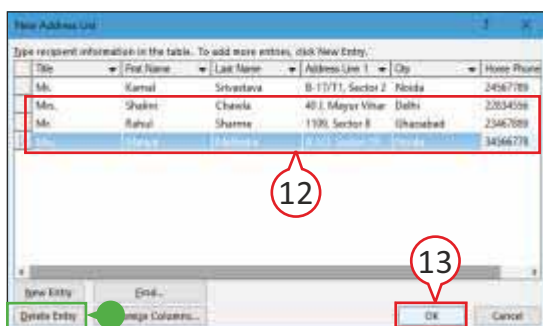 New Address List ? ×
Type recipient information in the table. To add more entries, click New Entry.
Title First Name Last Name Address Line 1 City Home Phone
Mr. Kamal Srivastava B-17/71, Sector 2 Noida 24567789
Mrs. Shalini Chawla 40 J, Mayur Vihar Delhi 22834556
Mr. Rahul Sharma 1109, Sector 8 Ghaziabad 23467889
Noida 34566778
12
13
New Entry Find...
Delete Entry Columns... OK Cancel